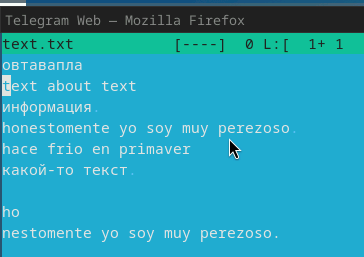 Telegram Web — Mozilla Firefox
text.txt [----] 0 L:[ 1+ 1
овтавапла
text about text
информация.
honestomente yo soy muy perezoso.
hace frio en primaver
какой-то текст.
ho
nestomente yo soy muy perezoso.